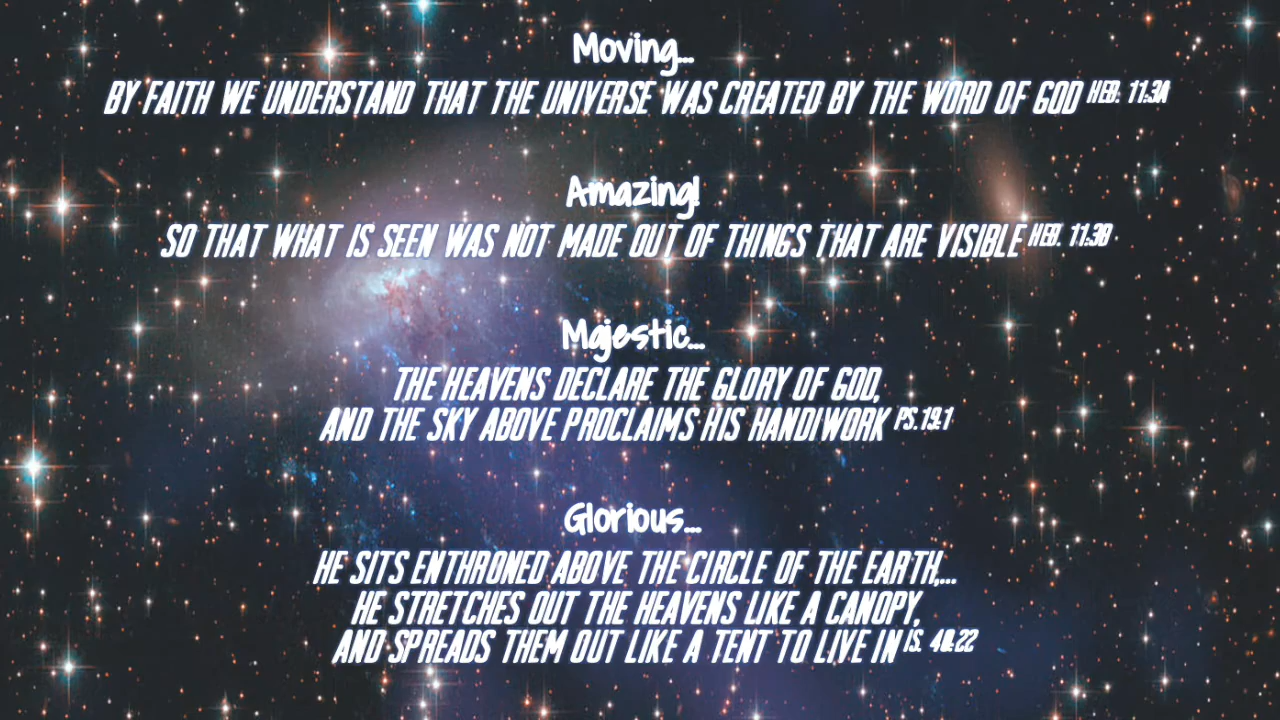 Moving...
BY FAITH WE UNDERSTAND THAT THE UNIVERSE WAS CREATED BY THE WORD OF GOD HEB. 11:3A
Amazing!
SO THAT WHAT IS SEEN WAS NOT MADE OUT OF THINGS THAT ARE VISIBLE HEB. 11:3B
Majestic...
THE HEAVENS DECLARE THE GLORY OF GOD,
AND THE SKY ABOVE PROCLAIMS HIS HANDIWORK PS. 19:1
Glorious...
HE SITS ENTHRONED ABOVE THE CIRCLE OF THE EARTH,...
HE STRETCHES OUT THE HEAVENS LIKE A CANOPY,
AND SPREADS THEM OUT LIKE A TENT TO LIVE IN IS. 40:22